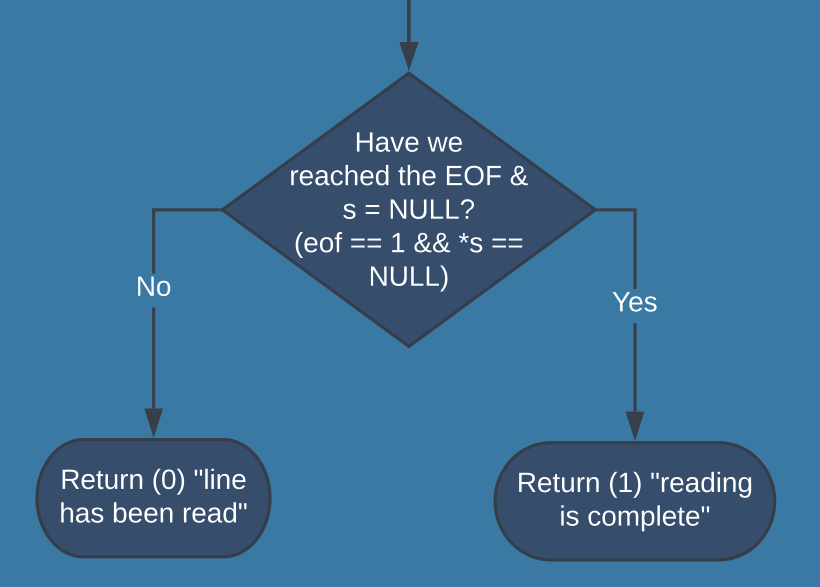 Have we
reached the EOF &
s = NULL?
(eof == 1 && *s ==
NULL)
No
Yes
Return (0) "line
has been read"
Return (1) "reading
is complete"